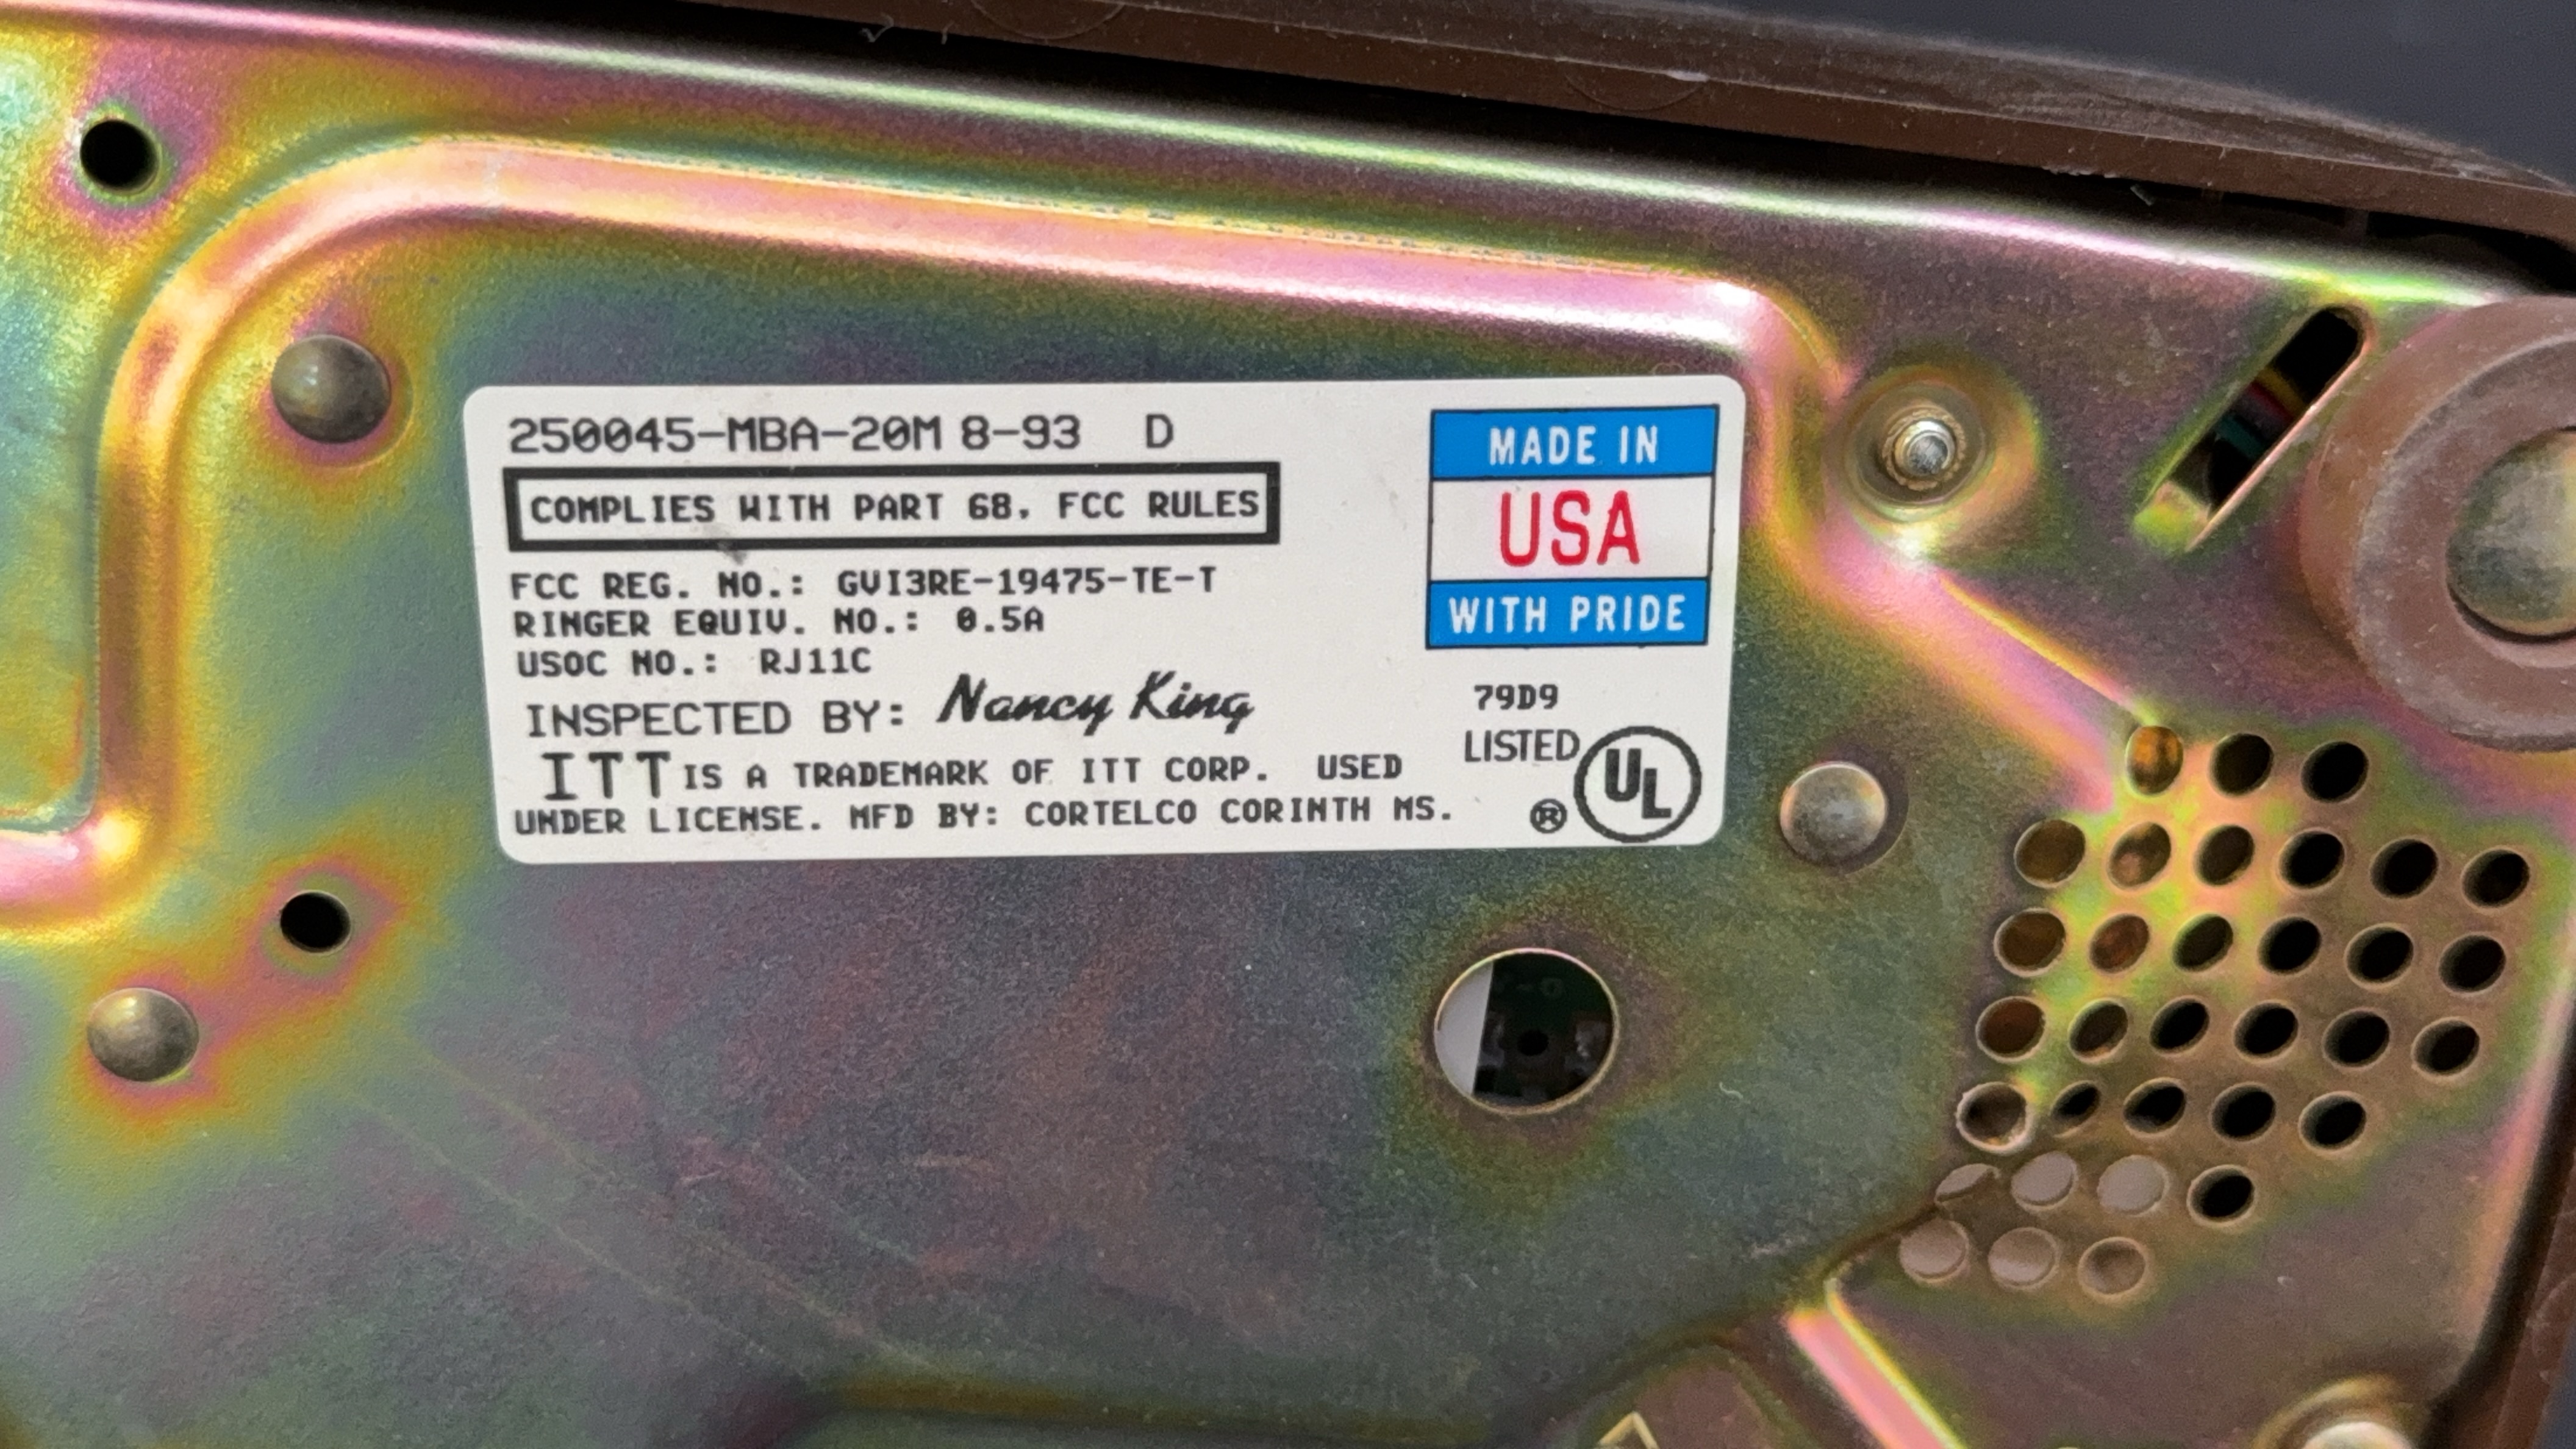 250045-MBA-20M 8-93 D
COMPLIES WITH PART 68, FCC RULES
FCC REG. NO.: GVI3RE-19475-TE-T
RINGER EQUIV. NO.: 0.5A
USOC NO.: RJ11C
INSPECTED BY: Nancy King
ITT IS A TRADEMARK OF ITT CORP. USED
UNDER LICENSE. MFD BY: CORTELCO CORINTH MS.
MADE IN
USA
WITH PRIDE
79D9
LISTED UL
®